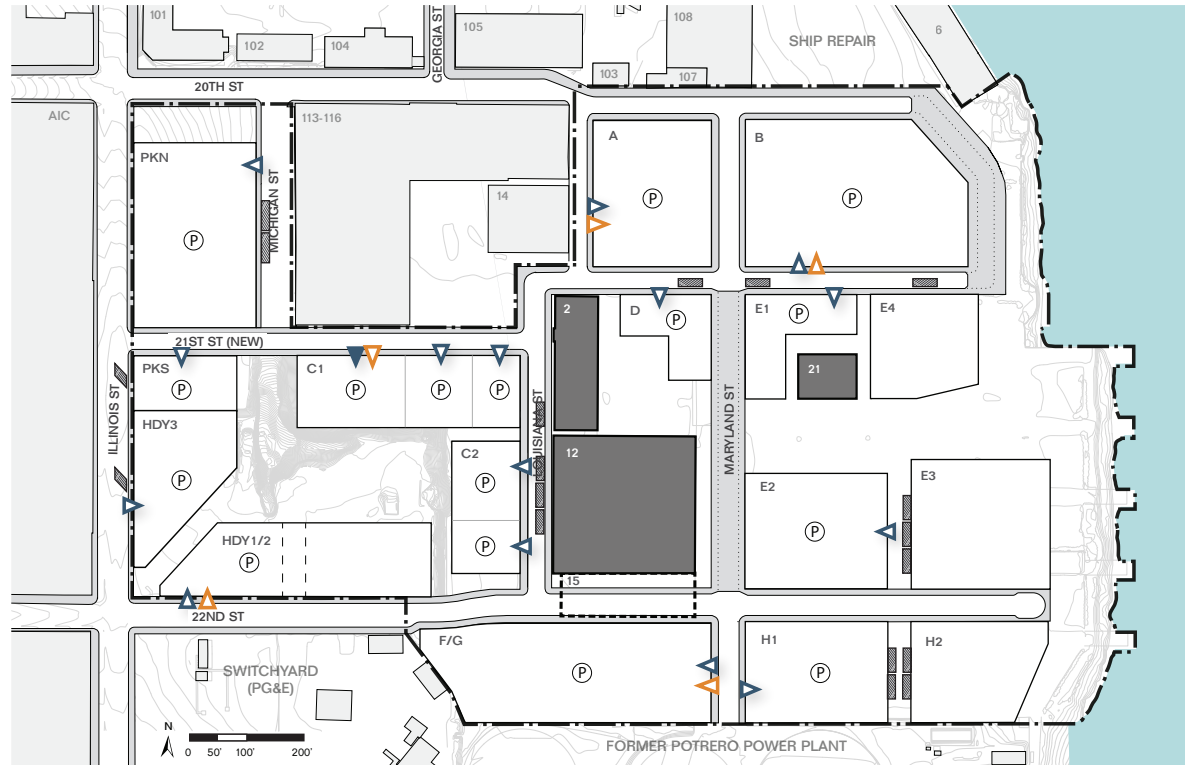 101
102
104
GEORGIA ST
105
108
103
107
SHIP REPAIR
6
20TH ST
AIC
113-116
A
B
PKN
P
P
P
MICHIGAN ST
14
P
21ST ST (NEW)
2
D
P
E1
P
E4
PKS
P
C1
P
P
P
21
ILLINOIS ST
HDY3
P
LOUISIANA ST
MARYLAND ST
C2
P
12
E2
P
E3
HDY1/2
P
P
15
22ND ST
F/G
P
H1
P
H2
SWITCHYARD
(PG&E)
N
0 50' 100' 200'
FORMER POTRERO POWER PLANT